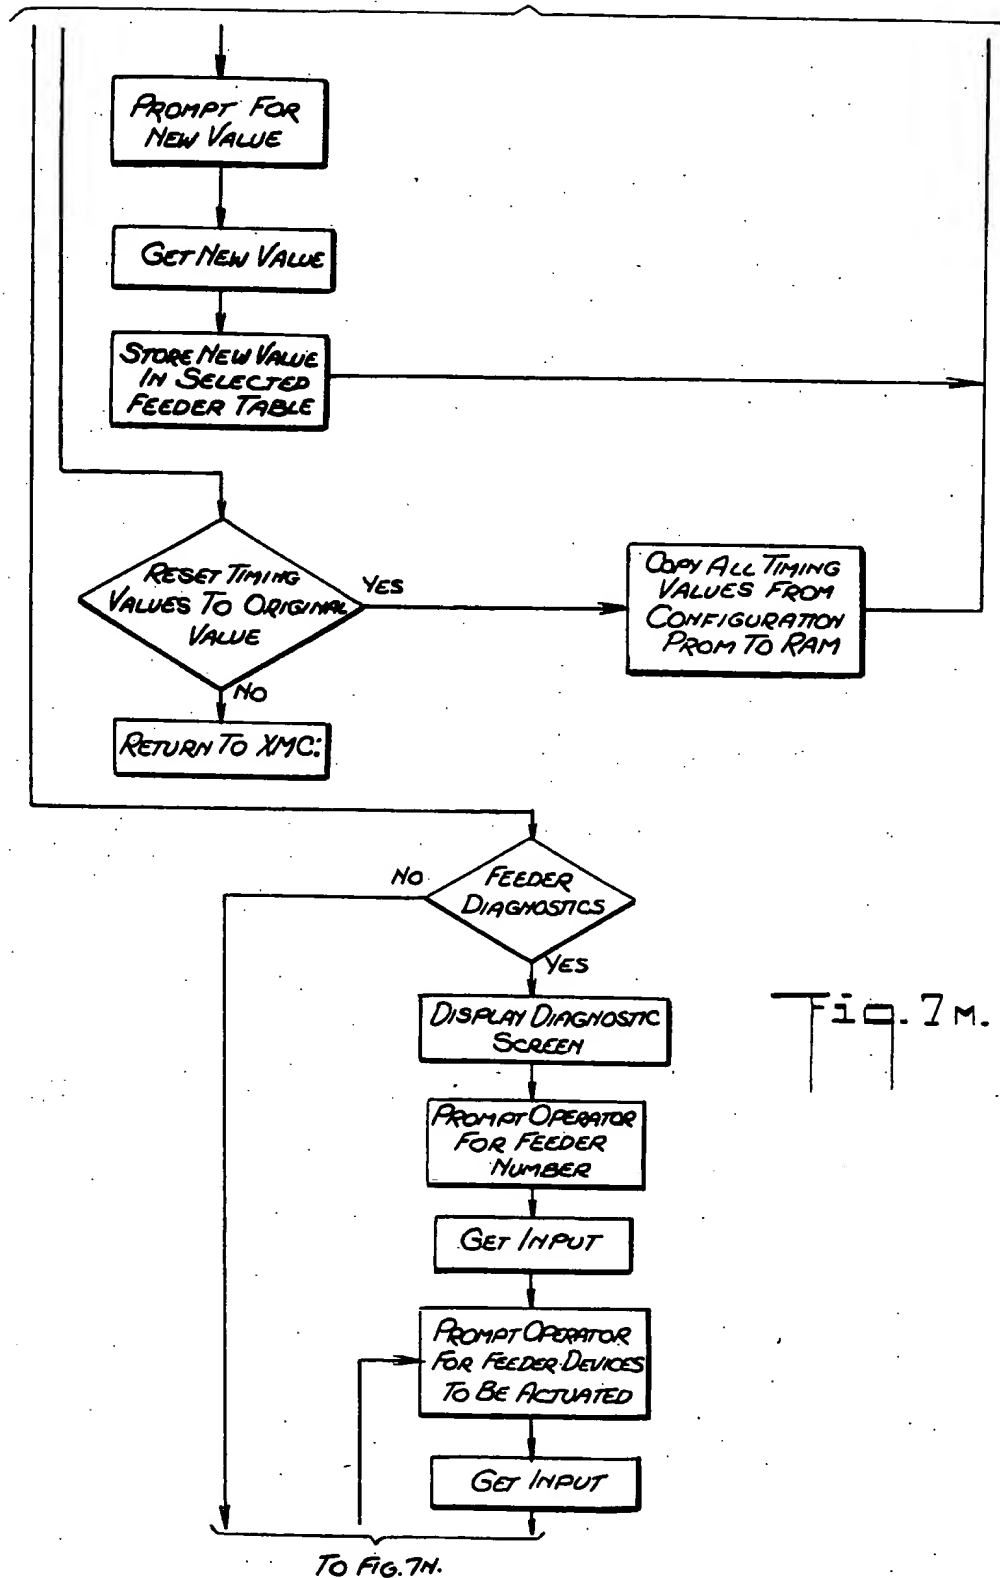 PROMPT FOR
NEW VALUE
GET NEW VALUE
STORE NEW VALUE
IN SELECTED
FEEDER TABLE
RESET TIMING
VALUES TO ORIGINAL
VALUE
YES
NO
COPY ALL TIMING
VALUES FROM
CONFIGURATION
PROM TO RAM
RETURN TO XMC:
FEEDER
DIAGNOSTICS
NO
YES
DISPLAY DIAGNOSTIC
SCREEN
Fig. 7M.
PROMPT OPERATOR
FOR FEEDER
NUMBER
GET INPUT
PROMPT OPERATOR
FOR FEEDER DEVICES
TO BE ACTUATED
GET INPUT
TO FIG. 7N.